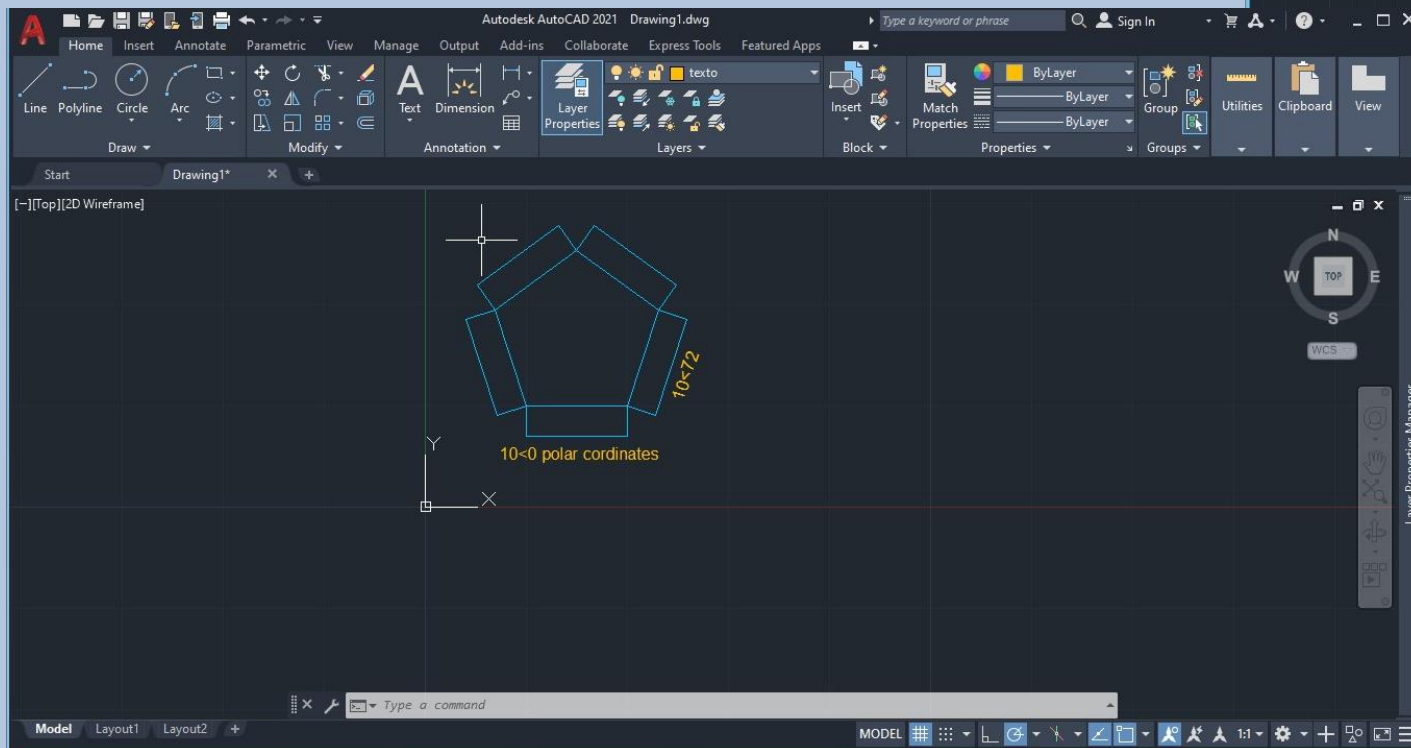 Autodesk AutoCAD 2021 Drawing1.dwg
Type a keyword or phrase
Sign In
Home Insert Annotate Parametric View Manage Output Add-ins Collaborate Express Tools Featured Apps
texto
ByLayer
ByLayer
ByLayer
Line Polyline Circle Arc
Text Dimension
Layer Properties
Insert
Match Properties
Group
Utilities
Clipboard
View
Draw Modify Annotation Layers Block Properties Groups
Start Drawing1*
[−][Top][2D Wireframe]
N
W TOP E
S
WCS
10<72
Y
10<0 polar cordinates
X
Layer Properties Manager
Type a command
Model Layout1 Layout2
MODEL
1:1